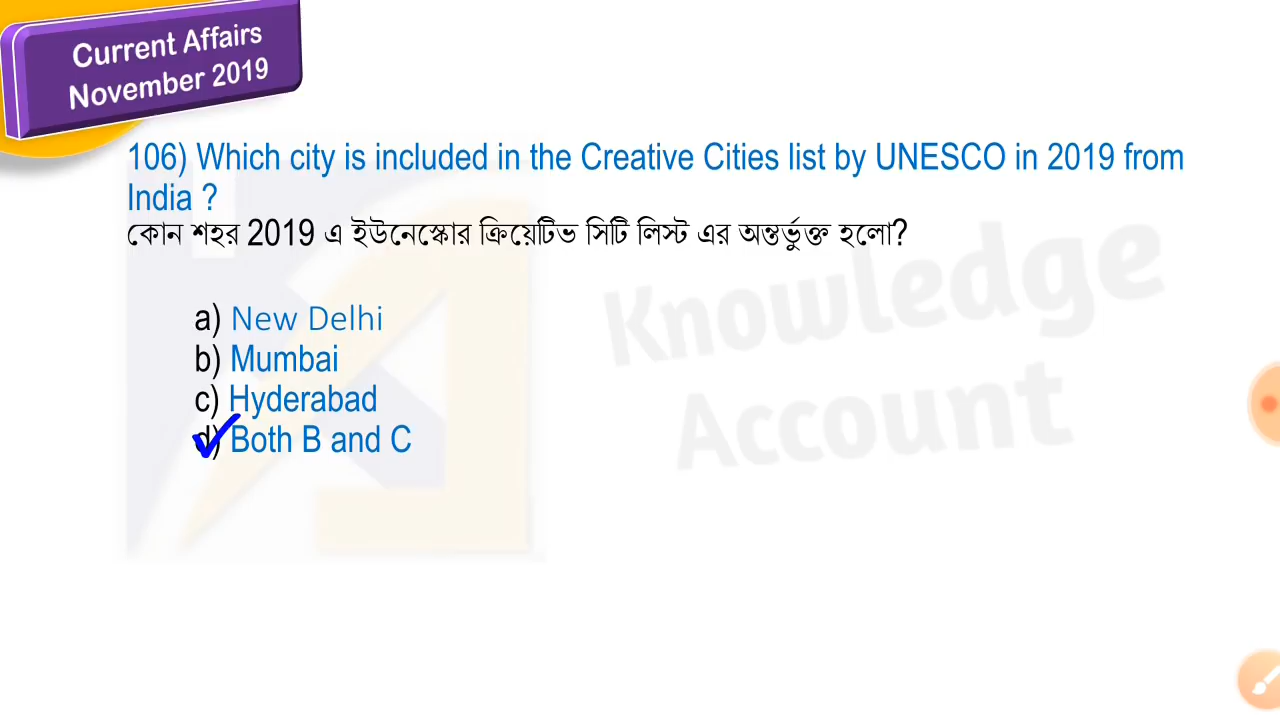 Current Affairs
November 2019
106) Which city is included in the Creative Cities list by UNESCO in 2019 from
India ?
কোন শহর 2019 এ ইউনেস্কোর ক্রিয়েটিভ সিটি লিস্ট এর অন্তর্ভুক্ত হলো?
a) New Delhi
b) Mumbai
c) Hyderabad
d) Both B and C
Knowledge
Account